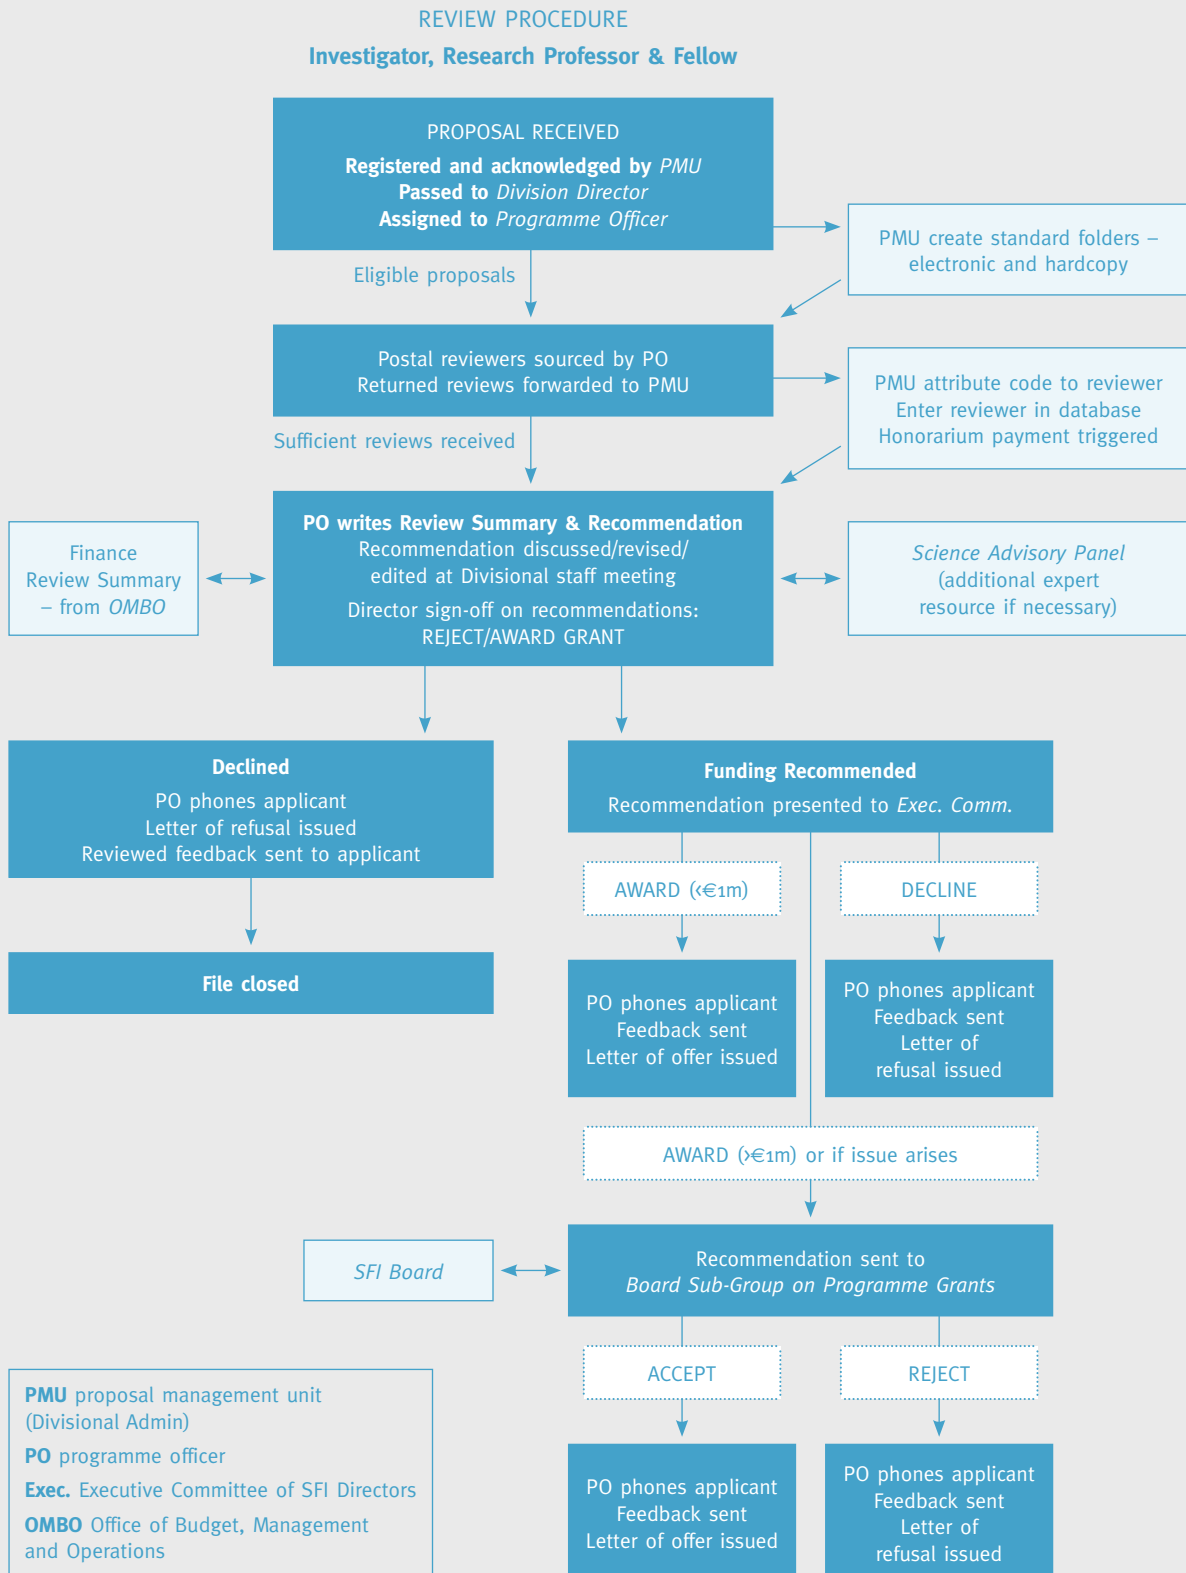 REVIEW PROCEDURE
Investigator, Research Professor & Fellow
PROPOSAL RECEIVED
Registered and acknowledged by PMU
Passed to Division Director
Assigned to Programme Officer
PMU create standard folders –
electronic and hardcopy
Eligible proposals
Postal reviewers sourced by PO
Returned reviews forwarded to PMU
PMU attribute code to reviewer
Enter reviewer in database
Honorarium payment triggered
Sufficient reviews received
PO writes Review Summary & Recommendation
Recommendation discussed/revised/
edited at Divisional staff meeting
Director sign-off on recommendations:
REJECT/AWARD GRANT
Finance
Review Summary
– from OMBO
Science Advisory Panel
(additional expert
resource if necessary)
Declined
PO phones applicant
Letter of refusal issued
Reviewed feedback sent to applicant
File closed
Funding Recommended
Recommendation presented to Exec. Comm.
AWARD (<€1m)
DECLINE
PO phones applicant
Feedback sent
Letter of offer issued
PO phones applicant
Feedback sent
Letter of
refusal issued
AWARD (>€1m) or if issue arises
SFI Board
Recommendation sent to
Board Sub-Group on Programme Grants
ACCEPT
REJECT
PO phones applicant
Feedback sent
Letter of offer issued
PO phones applicant
Feedback sent
Letter of
refusal issued
PMU proposal management unit
(Divisional Admin)
PO programme officer
Exec. Executive Committee of SFI Directors
OMBO Office of Budget, Management
and Operations